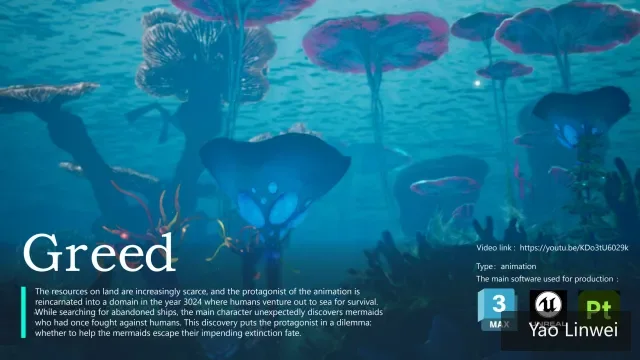 Greed
The resources on land are increasingly scarce, and the protagonist of the animation is
reincarnated into a domain in the year 3024 where humans venture out to sea for survival.
While searching for abandoned ships, the main character unexpectedly discovers mermaids
who had once fought against humans. This discovery puts the protagonist in a dilemma:
whether to help the mermaids escape their impending extinction fate.
Video link： https://youtu.be/KDo3tU6029k
Type： animation
The main software used for production：
3
MAX
Pt
Yao Linwei